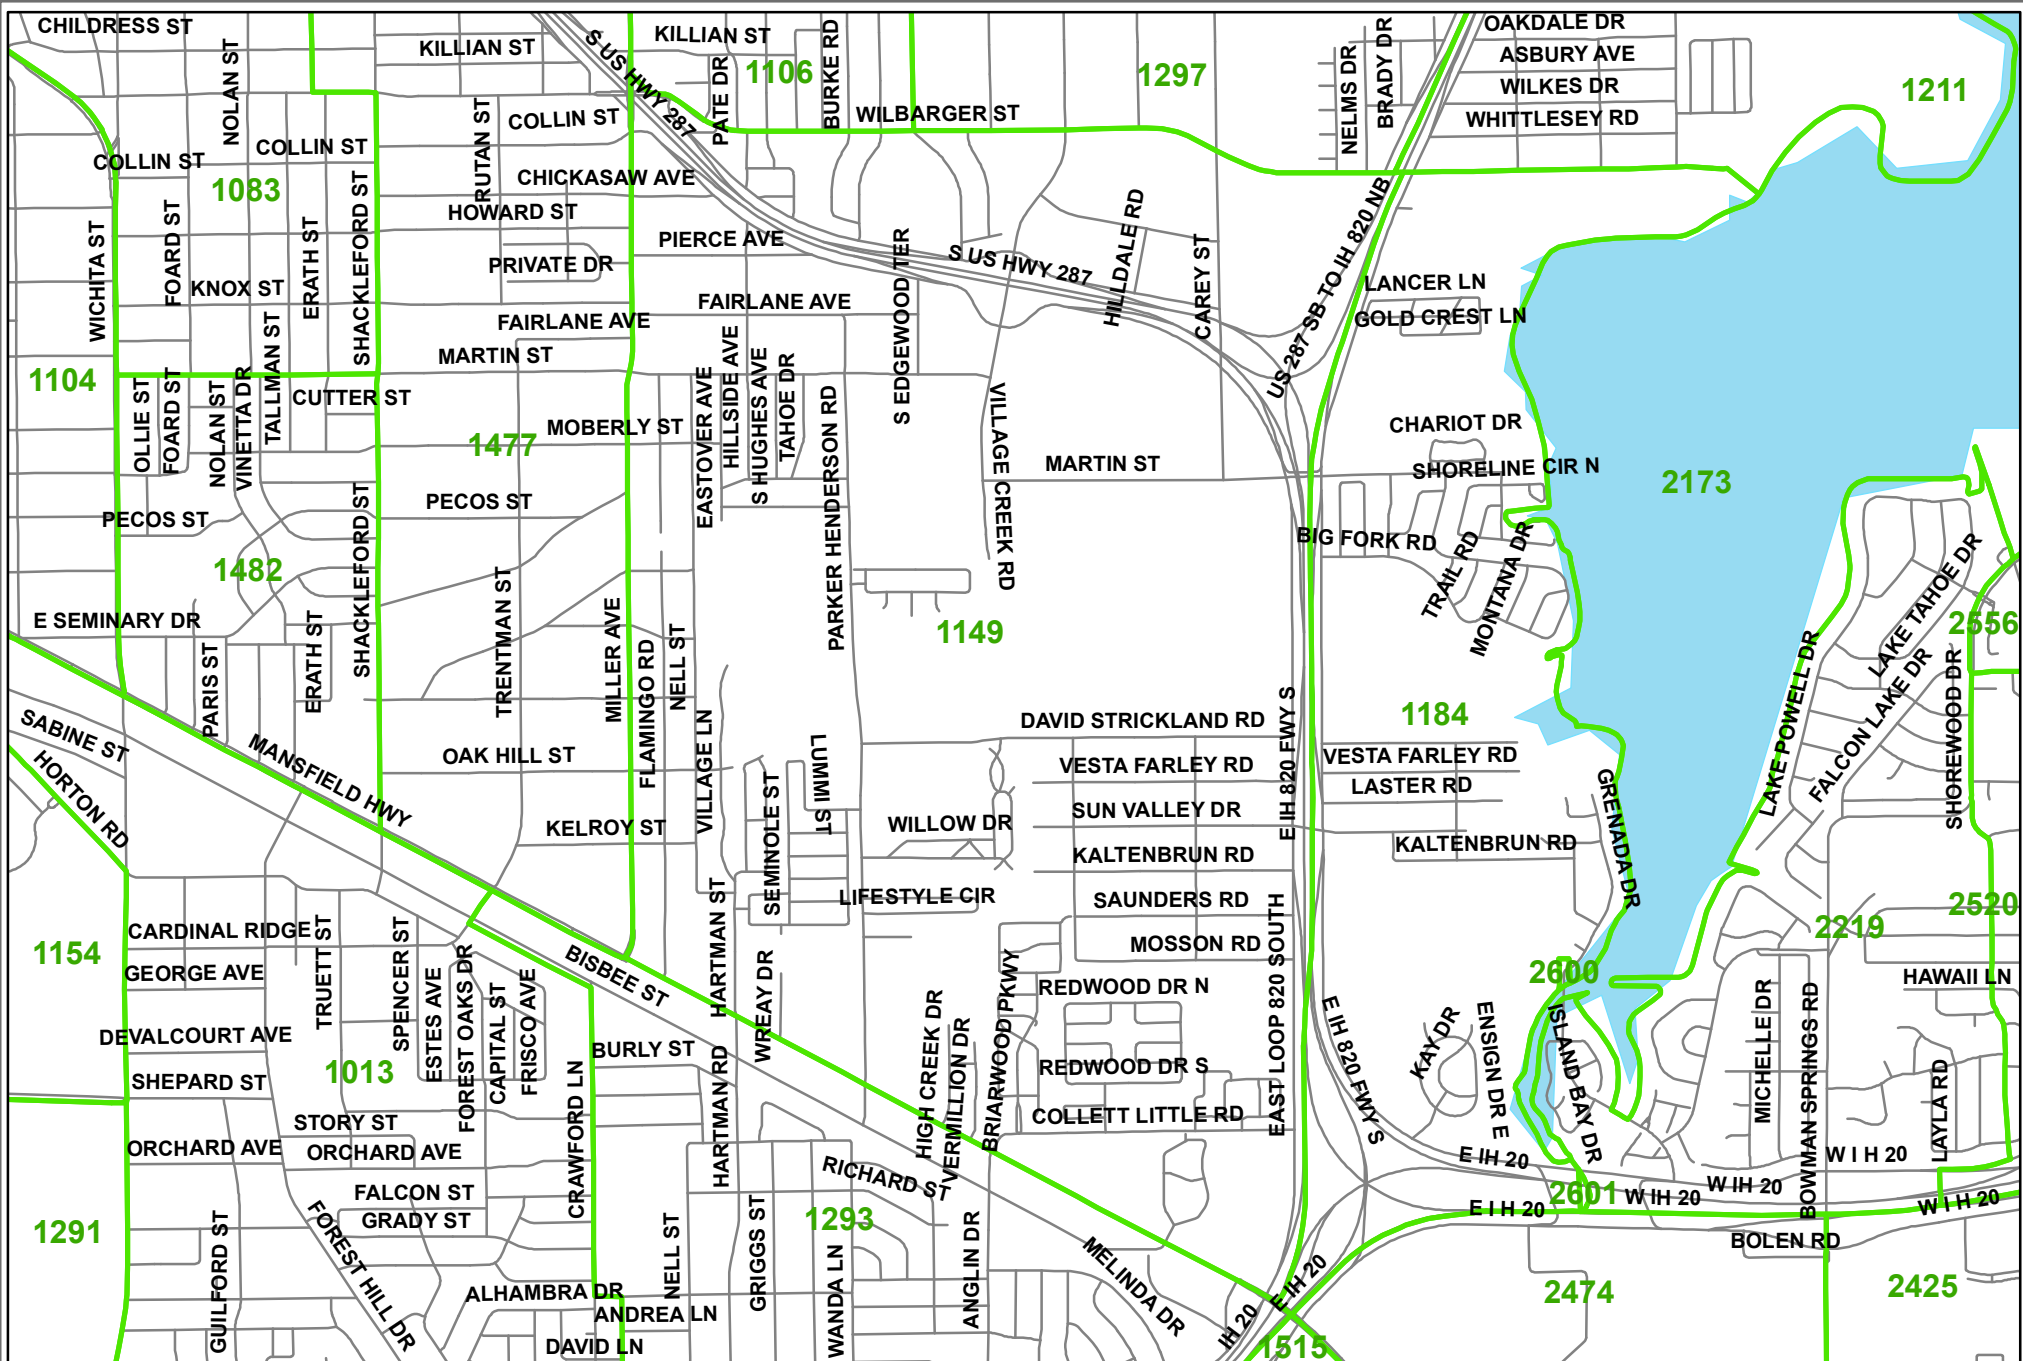 CHILDRESS ST
KILLIAN ST
KILLIAN ST
OAKDALE DR
ASBURY AVE
WILKES DR
WHITTLESEY RD
NOLAN ST
S US HWY 287
PATE DR
1106
BURKE RD
1297
NELMS DR
BRADY DR
1211
RUTAN ST
COLLIN ST
WILBARGER ST
COLLIN ST
COLLIN ST
1083
CHICKASAW AVE
HOWARD ST
PIERCE AVE
PRIVATE DR
WICHITA ST
FOARD ST
KNOX ST
ERATH ST
SHACKLEFORD ST
S EDGEWOOD TER
S US HWY 287
HILLDALE RD
CAREY ST
US 287 SB TO IH 820 NB
LANCER LN
GOLD CREST LN
FAIRLANE AVE
FAIRLANE AVE
MARTIN ST
1104
OLLIE ST
FOARD ST
NOLAN ST
VINETTA DR
TALLMAN ST
CUTTER ST
1477
MOBERLY ST
EASTOVER AVE
HILLSIDE AVE
S HUGHES AVE
TAHOE DR
PARKER HENDERSON RD
VILLAGE CREEK RD
MARTIN ST
CHARIOT DR
SHORELINE CIR N
2173
PECOS ST
PECOS ST
SHACKLEFORD ST
BIG FORK RD
TRAIL RD
MONTANA DR
1482
E SEMINARY DR
PARIS ST
ERATH ST
TRENTMAN ST
MILLER AVE
FLAMINGO RD
NELL ST
1149
LAKE TAHOE DR
2556
LAKE POWELL DR
FALCON LAKE DR
SHOREWOOD DR
SABINE ST
HORTON RD
MANSFIELD HWY
OAK HILL ST
VILLAGE LN
LUMMI ST
SEMINOLE ST
DAVID STRICKLAND RD
E IH 820 FWY S
1184
VESTA FARLEY RD
VESTA FARLEY RD
LASTER RD
SUN VALLEY DR
KELROY ST
WILLOW DR
KALTENBRUN RD
KALTENBRUN RD
GRENADA DR
LIFESTYLE CIR
SAUNDERS RD
MOSSON RD
2520
2219
1154
CARDINAL RIDGE
GEORGE AVE
TRUETT ST
SPENCER ST
ESTES AVE
FOREST OAKS DR
CAPITAL ST
FRISCO AVE
BISBEE ST
HARTMAN ST
WREAY DR
HIGH CREEK DR
VERMILLION DR
BRIARWOOD PKWY
REDWOOD DR N
EAST LOOP 820 SOUTH
E IH 820 FWY S
2600
HAWAII LN
DEVALCOURT AVE
SHEPARD ST
1013
BURLY ST
HARTMAN RD
REDWOOD DR S
COLLETT LITTLE RD
KAY DR
ENSIGN DR E
ISLAND BAY DR
MICHELLE DR
BOWMAN SPRINGS RD
LAYLA RD
STORY ST
ORCHARD AVE
ORCHARD AVE
CRAWFORD LN
RICHARD ST
E IH 20
W I H 20
FALCON ST
GRADY ST
1291
GUILFORD ST
FOREST HILL DR
NELL ST
GRIGGS ST
1293
WANDA LN
ANGLIN DR
MELINDA DR
E I H 20
2601
W IH 20
W IH 20
W I H 20
BOLEN RD
ALHAMBRA DR
ANDREA LN
DAVID LN
IH 20
E IH 20
1515
2474
2425